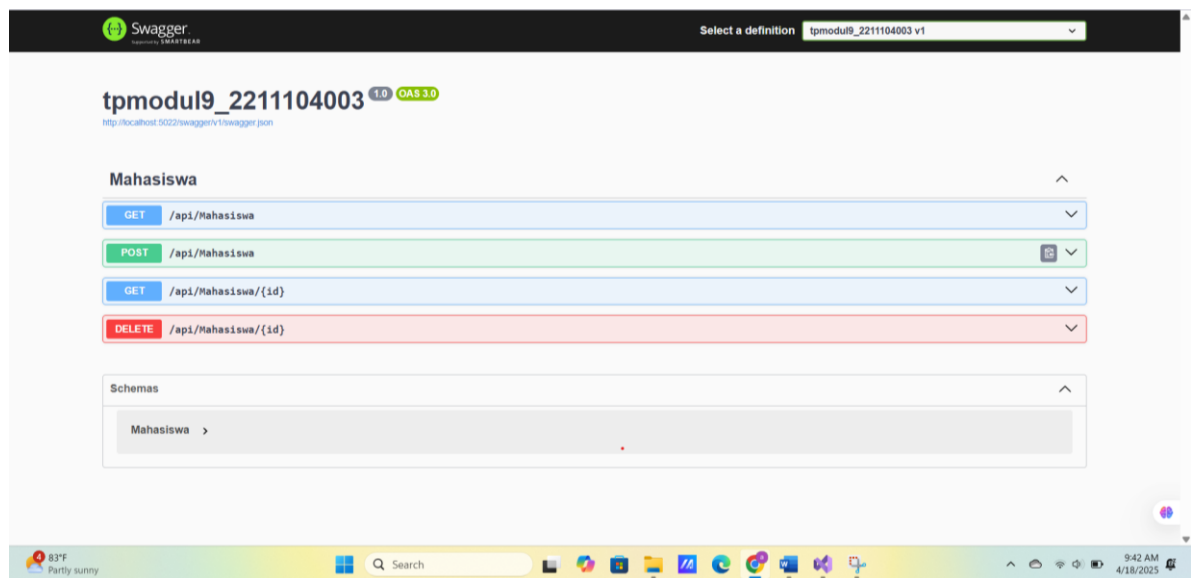 Swagger.
Supported by SMARTBEAR
Select a definition
tpmodul9_2211104003 v1
tpmodul9_2211104003 1.0 OAS 3.0
http://localhost:5022/swagger/v1/swagger.json
Mahasiswa
GET /api/Mahasiswa
POST /api/Mahasiswa
GET /api/Mahasiswa/{id}
DELETE /api/Mahasiswa/{id}
Schemas
Mahasiswa
4
83°F
Partly sunny
Search
9:42 AM
4/18/2025